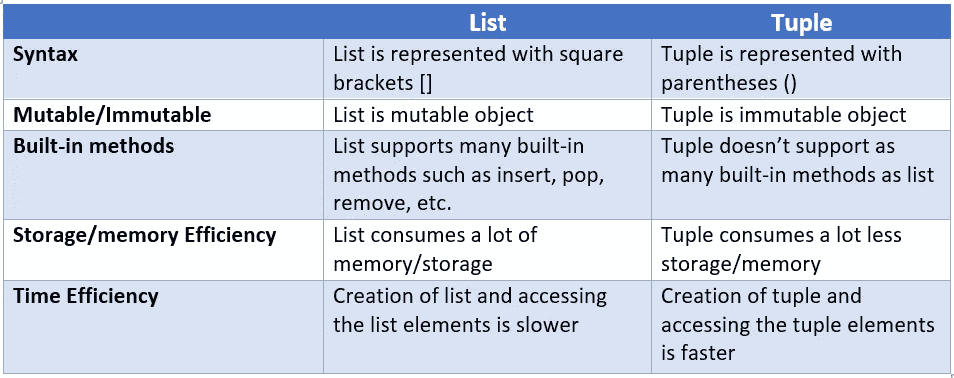 List Tuple
Syntax List is represented with square Tuple is represented with
brackets [] parentheses ()
Mutable/Immutable List is mutable object Tuple is immutable object
Built-in methods List supports many built-in Tuple doesn’t support as
methods such as insert, pop, many built-in methods as list
remove, etc.
Storage/memory Efficiency List consumes a lot of Tuple consumes a lot less
memory/storage storage/memory
Time Efficiency Creation of list and accessing Creation of tuple and
the list elements is slower accessing the tuple elements
is faster